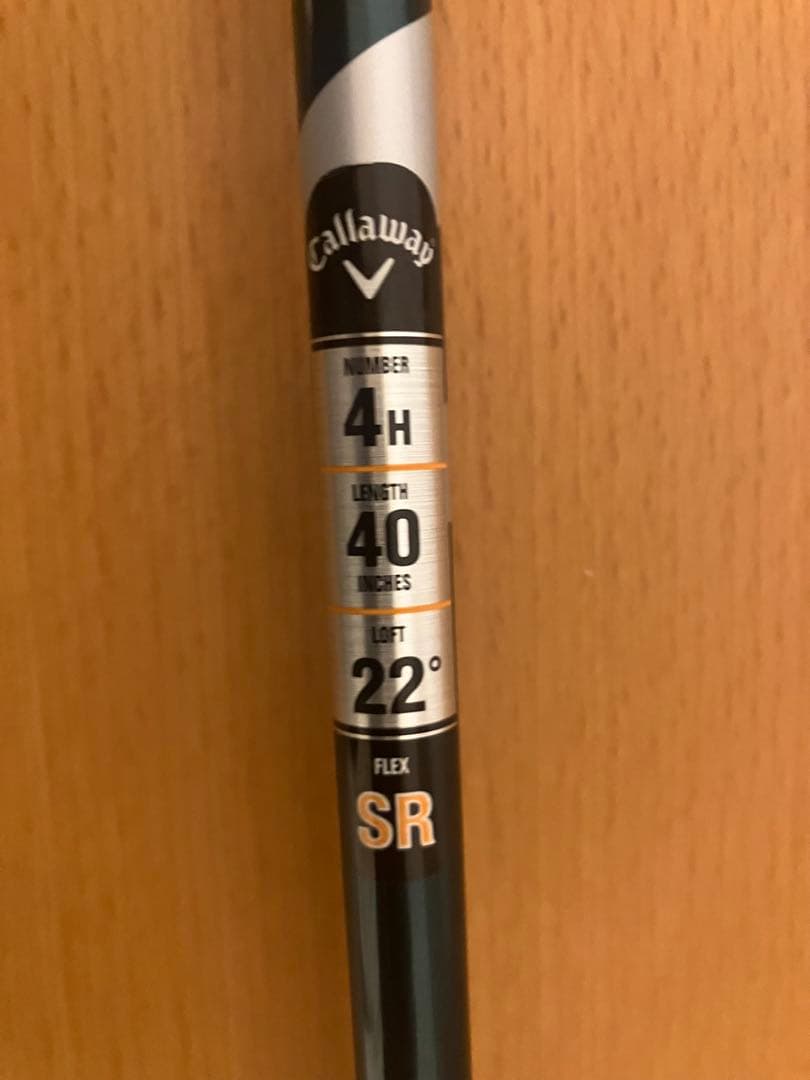 Callaway
NUMBER
4H
LENGTH
40
INCHES
LOFT
22°
FLEX
SR